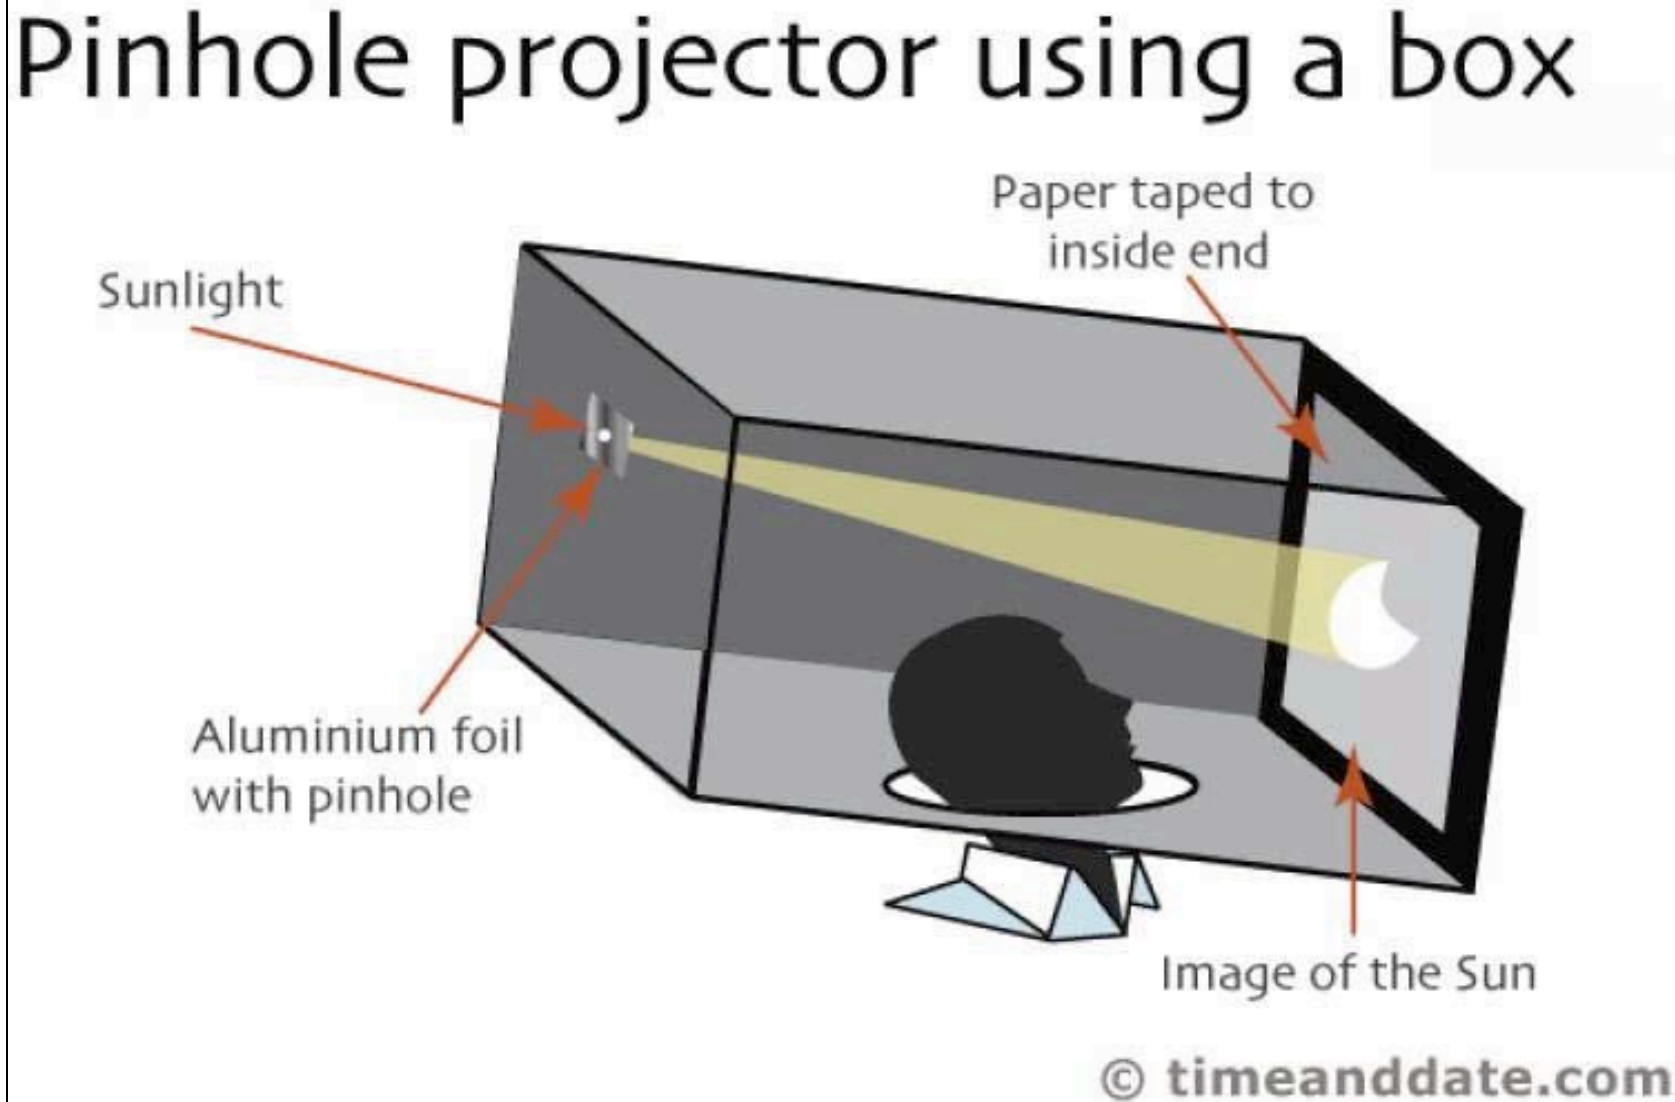 Pinhole projector using a box
Paper taped to
inside end
Sunlight
Aluminium foil
with pinhole
Image of the Sun
© timeanddate.com